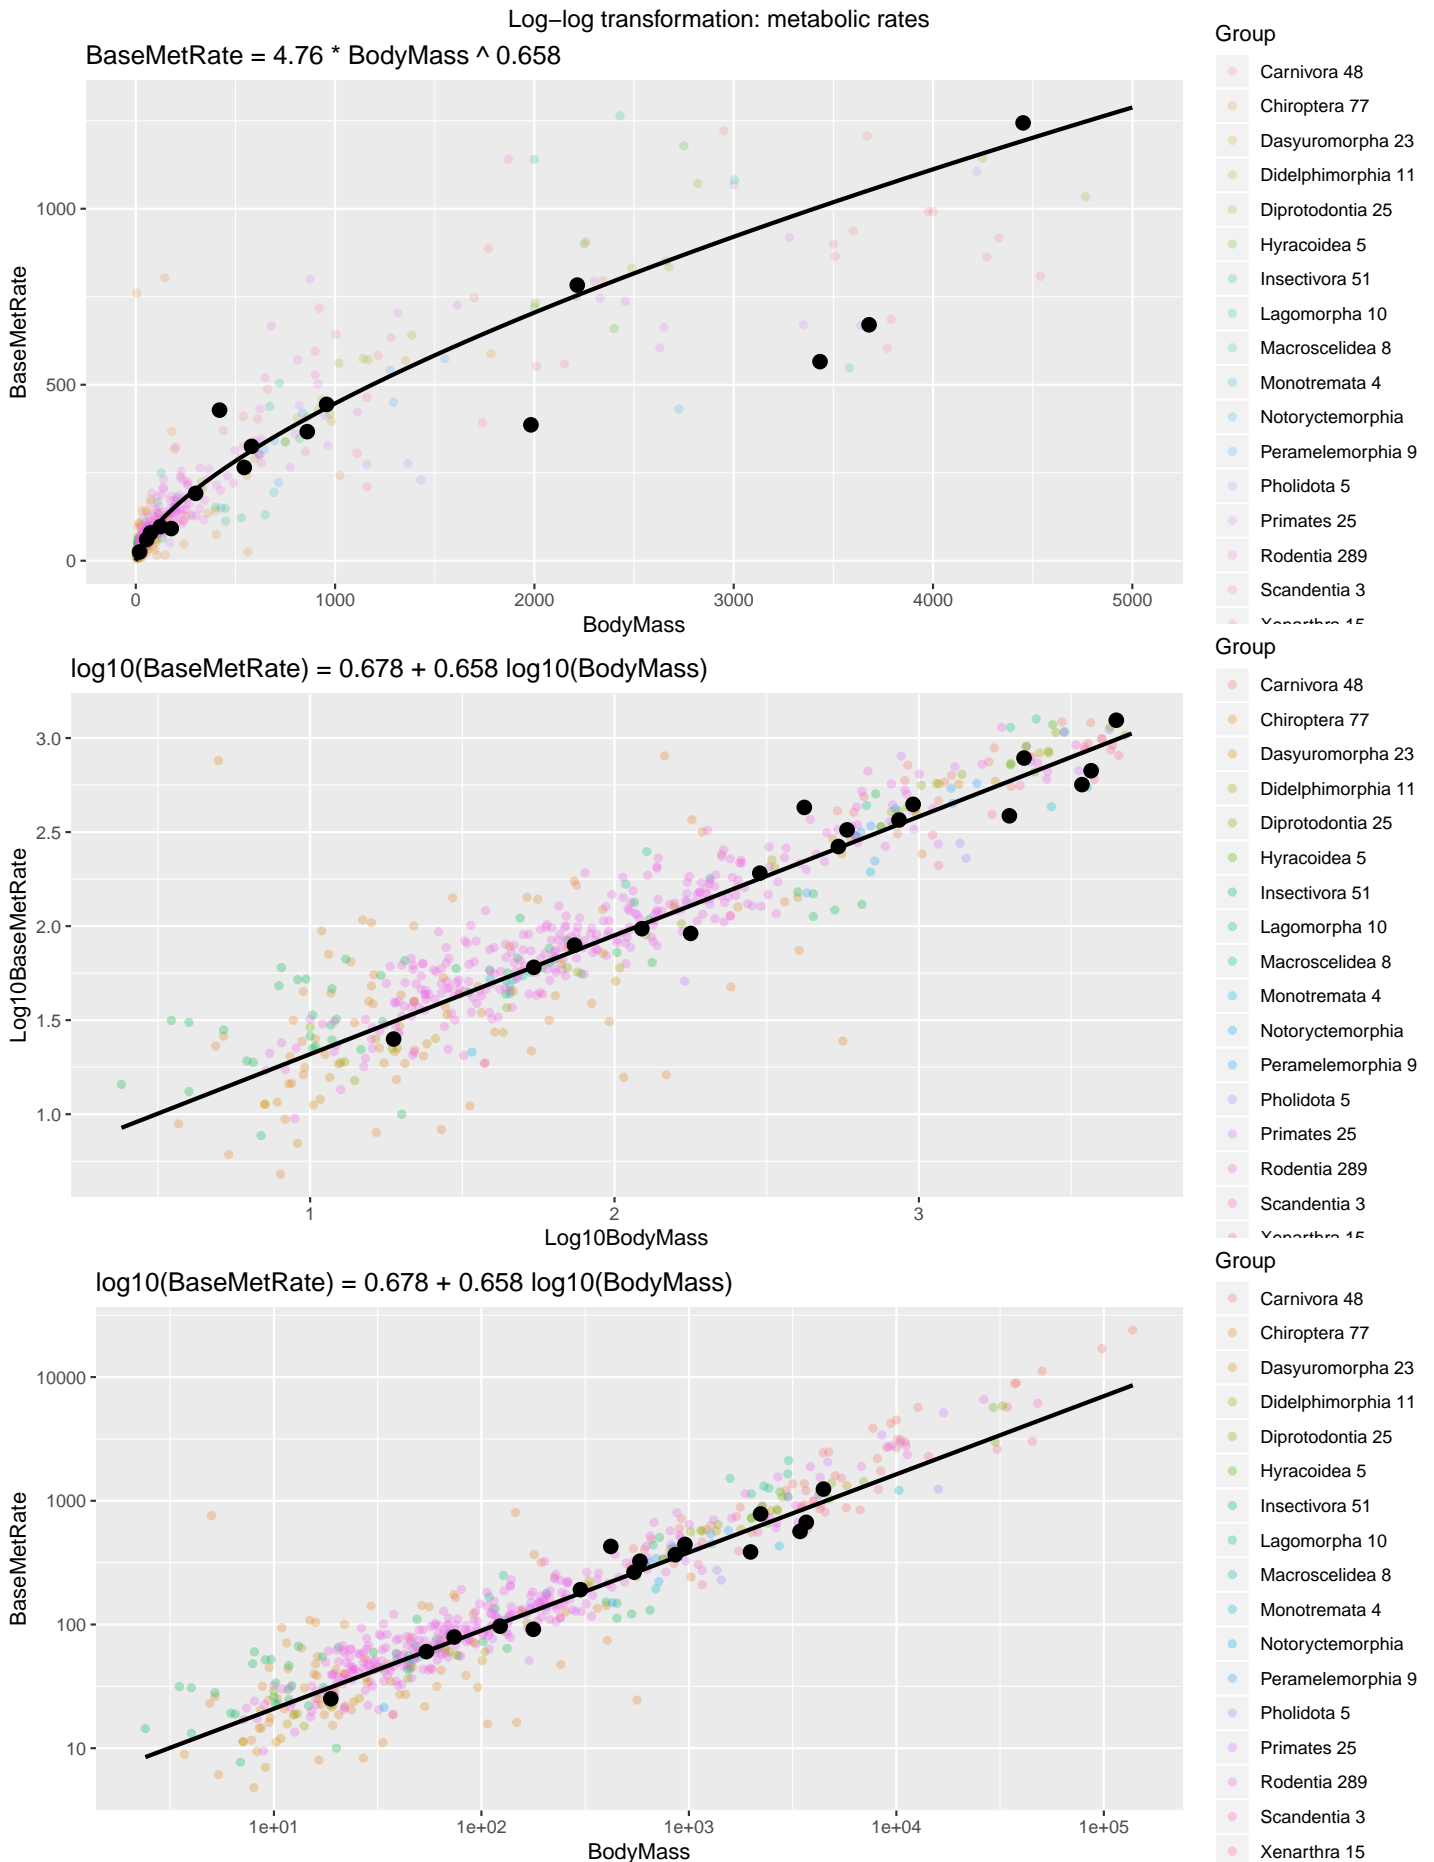 Log–log transformation: metabolic rates
BaseMetRate = 4.76 * BodyMass ^ 0.658
BaseMetRate
1000
500
0
0 1000 2000 3000 4000 5000
BodyMass
Group
Carnivora 48
Chiroptera 77
Dasyuromorpha 23
Didelphimorphia 11
Diprotodontia 25
Hyracoidea 5
Insectivora 51
Lagomorpha 10
Macroscelidea 8
Monotremata 4
Notoryctemorphia
Peramelemorphia 9
Pholidota 5
Primates 25
Rodentia 289
Scandentia 3
Xenarthra 15
log10(BaseMetRate) = 0.678 + 0.658 log10(BodyMass)
Log10BaseMetRate
3.0
2.5
2.0
1.5
1.0
1 2 3
Log10BodyMass
Group
Carnivora 48
Chiroptera 77
Dasyuromorpha 23
Didelphimorphia 11
Diprotodontia 25
Hyracoidea 5
Insectivora 51
Lagomorpha 10
Macroscelidea 8
Monotremata 4
Notoryctemorphia
Peramelemorphia 9
Pholidota 5
Primates 25
Rodentia 289
Scandentia 3
Xenarthra 15
log10(BaseMetRate) = 0.678 + 0.658 log10(BodyMass)
BaseMetRate
10000
1000
100
10
1e+01 1e+02 1e+03 1e+04 1e+05
BodyMass
Group
Carnivora 48
Chiroptera 77
Dasyuromorpha 23
Didelphimorphia 11
Diprotodontia 25
Hyracoidea 5
Insectivora 51
Lagomorpha 10
Macroscelidea 8
Monotremata 4
Notoryctemorphia
Peramelemorphia 9
Pholidota 5
Primates 25
Rodentia 289
Scandentia 3
Xenarthra 15